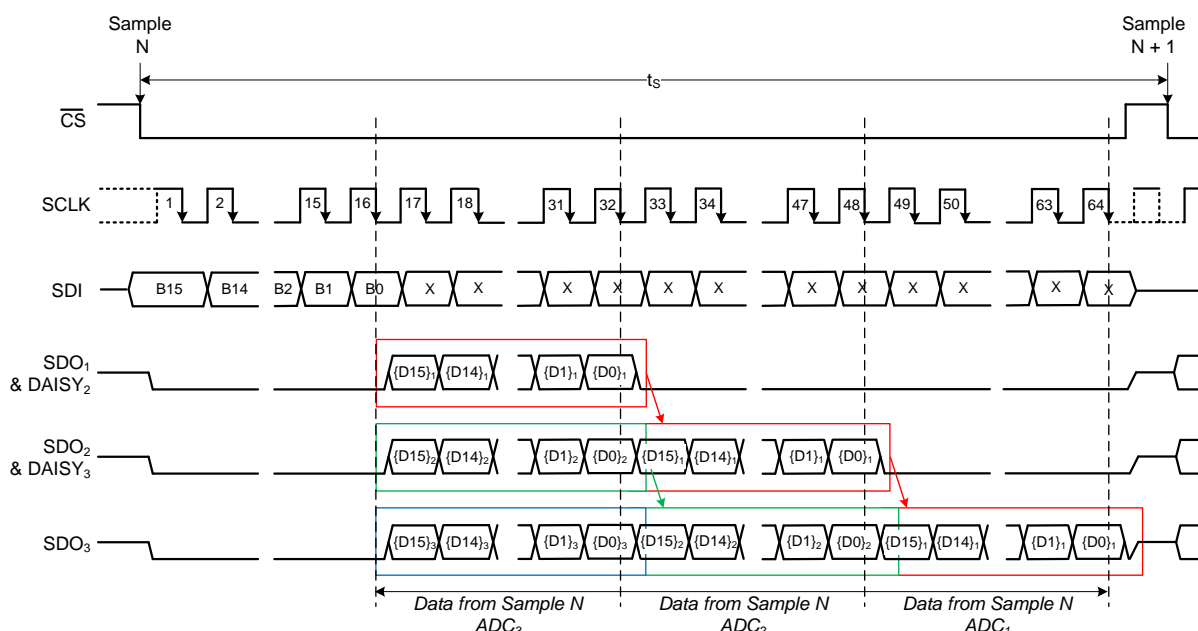 Sample
N
Sample
N + 1
tS
CS
SCLK
1 2 15 16 17 18 31 32 33 34 47 48 49 50 63 64
SDI
B15 B14 B2 B1 B0 X X X X X X X X X X X X
SDO1
& DAISY2
{D15}1 {D14}1 {D1}1 {D0}1
SDO2
& DAISY3
{D15}2 {D14}2 {D1}2 {D0}2 {D15}1 {D14}1 {D1}1 {D0}1
SDO3
{D15}3 {D14}3 {D1}3 {D0}3 {D15}2 {D14}2 {D1}2 {D0}2 {D15}1 {D14}1 {D1}1 {D0}1
Data from Sample N
ADC3
Data from Sample N
ADC2
Data from Sample N
ADC1